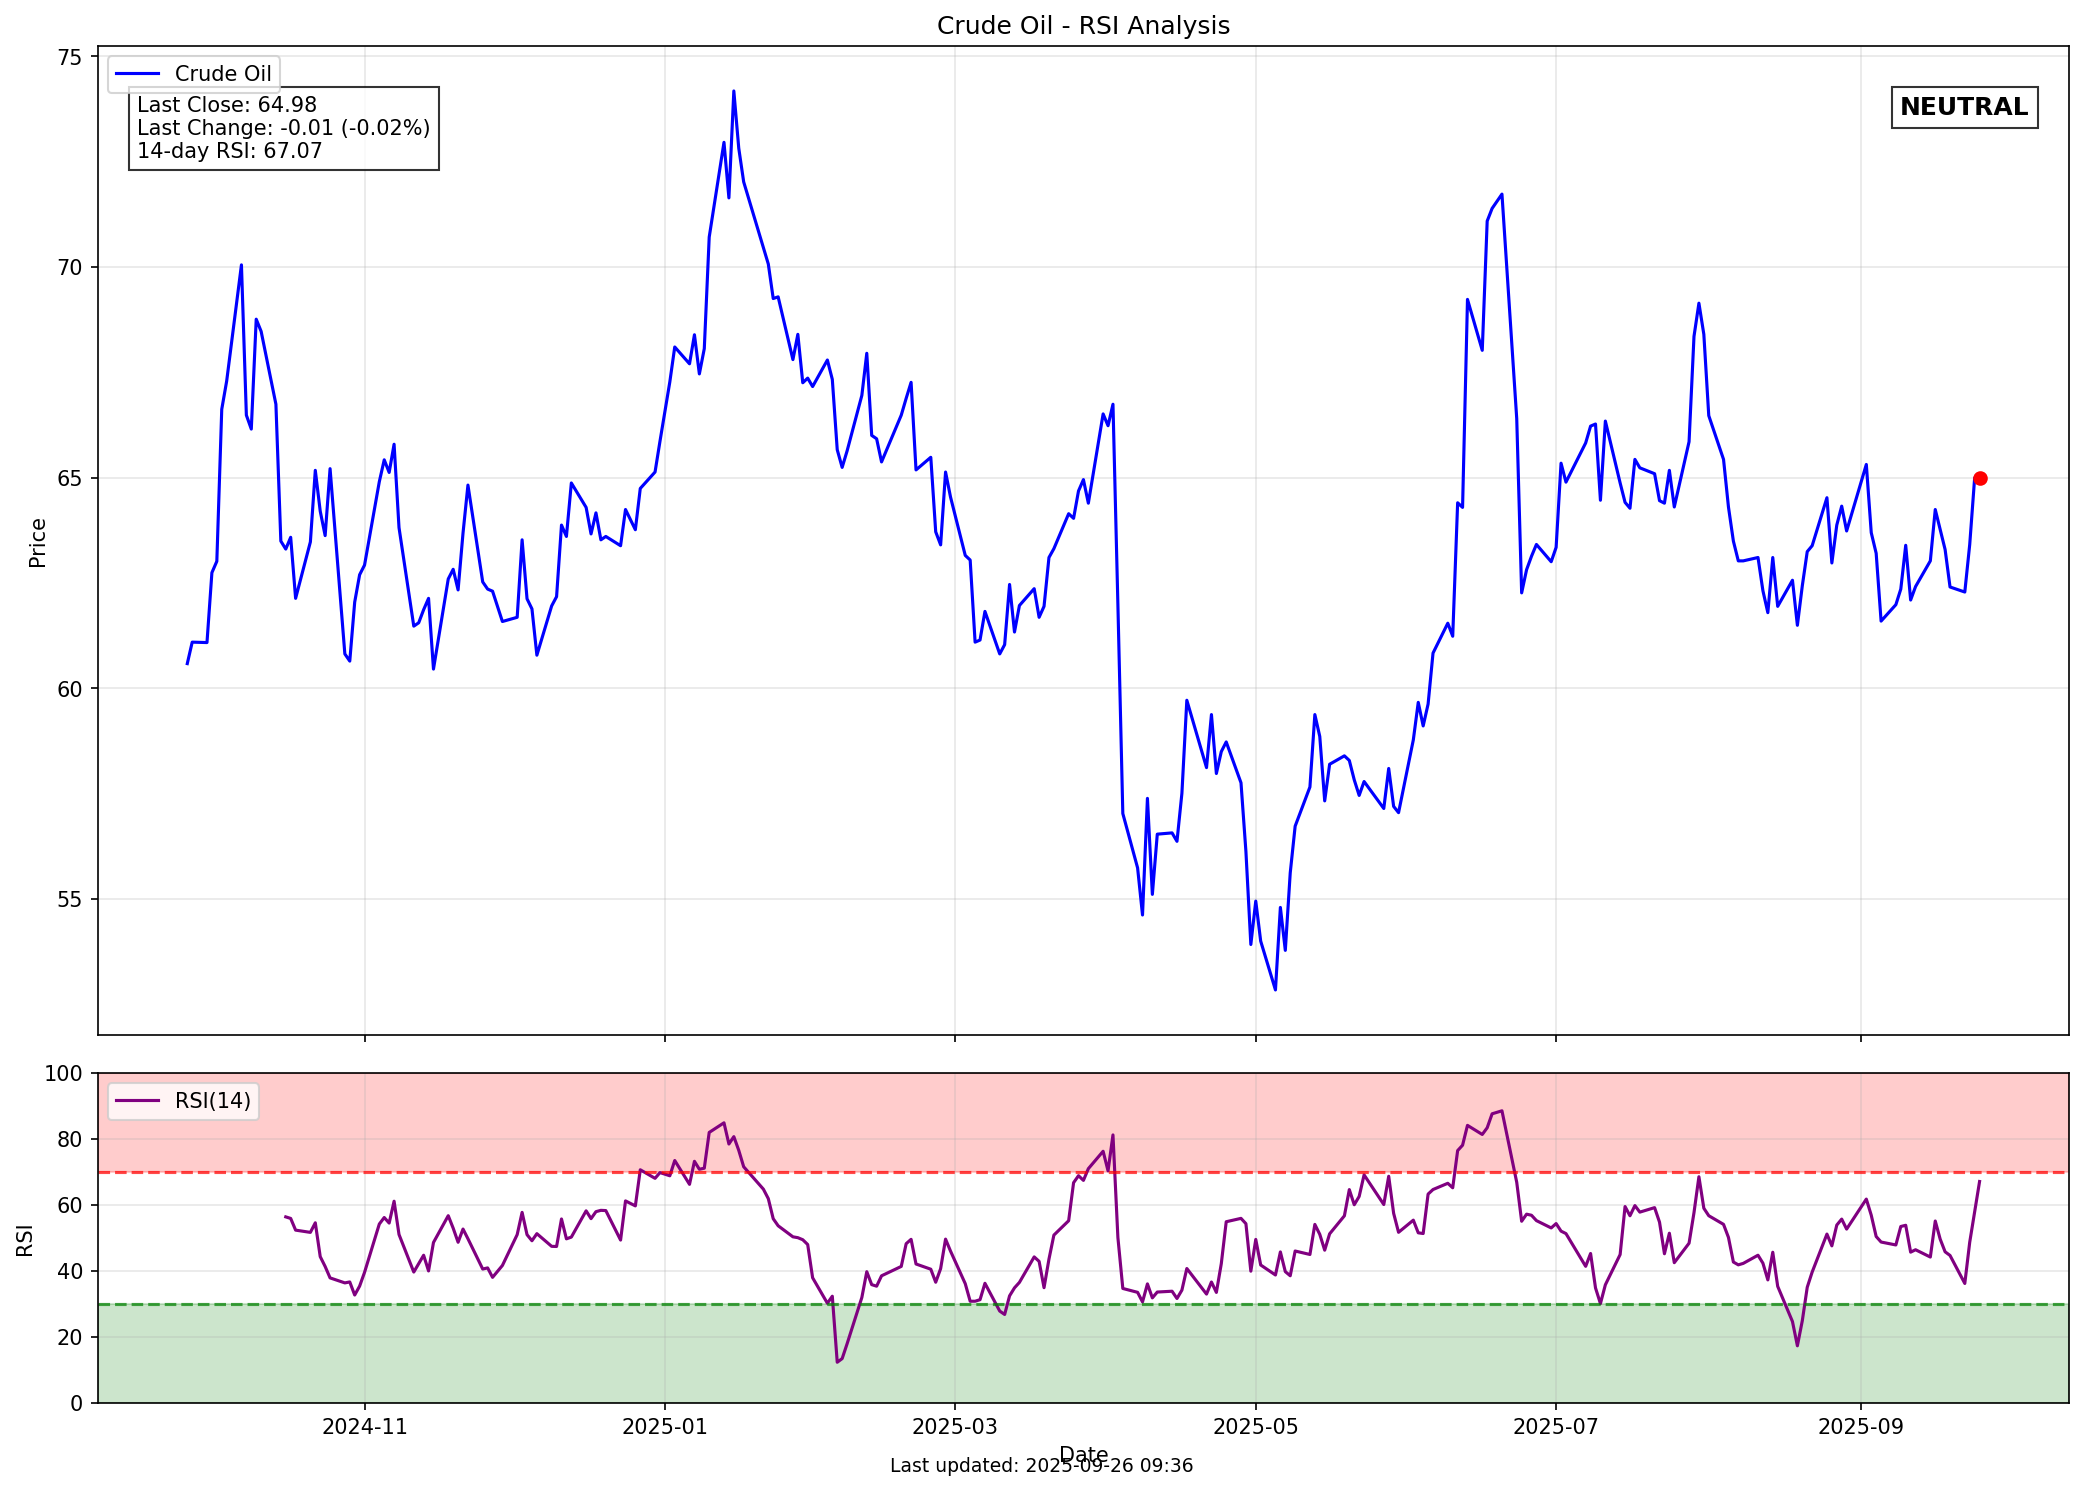 Crude Oil - RSI Analysis
75
70
65
60
55
Price
Crude Oil
Last Close: 64.98
Last Change: -0.01 (-0.02%)
14-day RSI: 67.07
NEUTRAL
100
80
60
40
20
0
RSI
RSI(14)
2024-11
2025-01
2025-03
2025-05
2025-07
2025-09
Date
Last updated: 2025-09-26 09:36